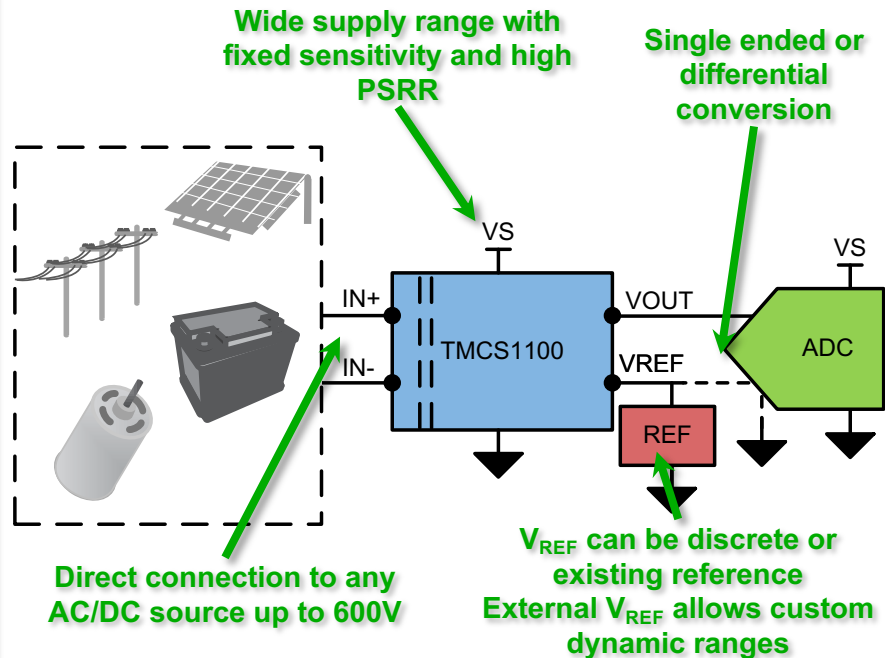 Wide supply range with
fixed sensitivity and high
PSRR
Single ended or
differential
conversion
VS
VS
IN+
VOUT
TMCS1100
ADC
IN-
VREF
REF
Direct connection to any
AC/DC source up to 600V
VREF can be discrete or
existing reference
External VREF allows custom
dynamic ranges